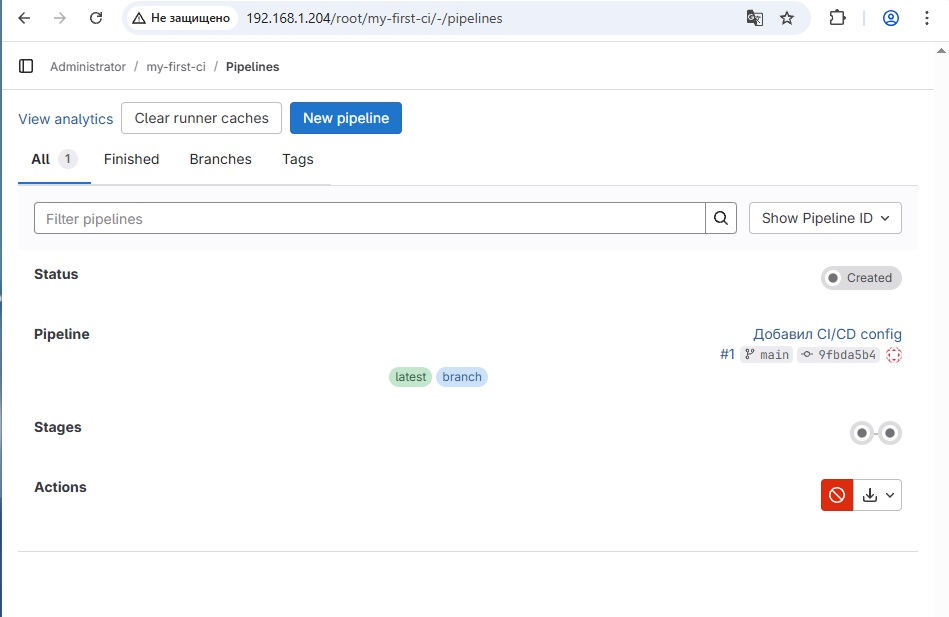 Не защищено 192.168.1.204/root/my-first-ci/-/pipelines
Administrator / my-first-ci / Pipelines
View analytics Clear runner caches New pipeline
All 1 Finished Branches Tags
Filter pipelines Show Pipeline ID
Status Created
Pipeline Добавил CI/CD config
#1 main 9fbda5b4
latest branch
Stages
Actions